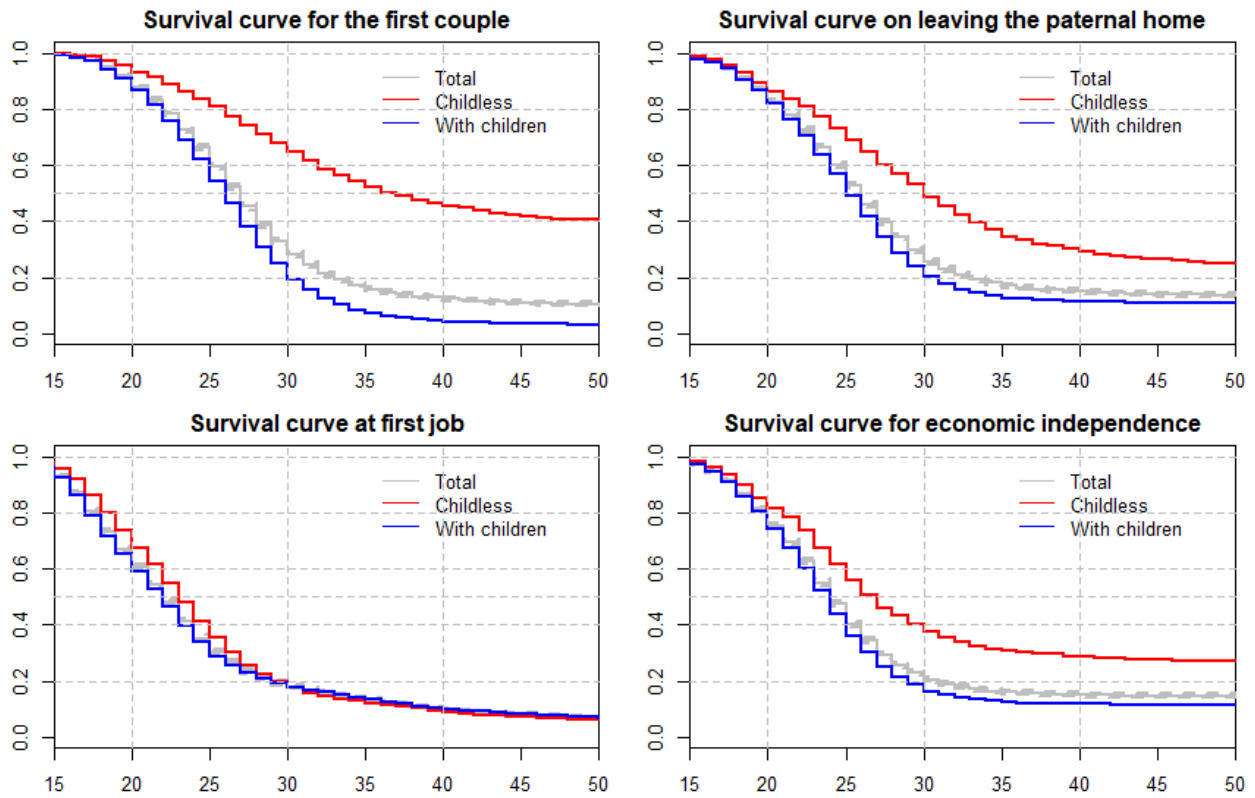 Survival curve for the first couple
1.0
0.8
0.6
0.4
0.2
0.0
Total
Childless
With children
15 20 25 30 35 40 45 50
Survival curve on leaving the paternal home
1.0
0.8
0.6
0.4
0.2
0.0
Total
Childless
With children
15 20 25 30 35 40 45 50
Survival curve at first job
1.0
0.8
0.6
0.4
0.2
0.0
Total
Childless
With children
15 20 25 30 35 40 45 50
Survival curve for economic independence
1.0
0.8
0.6
0.4
0.2
0.0
Total
Childless
With children
15 20 25 30 35 40 45 50